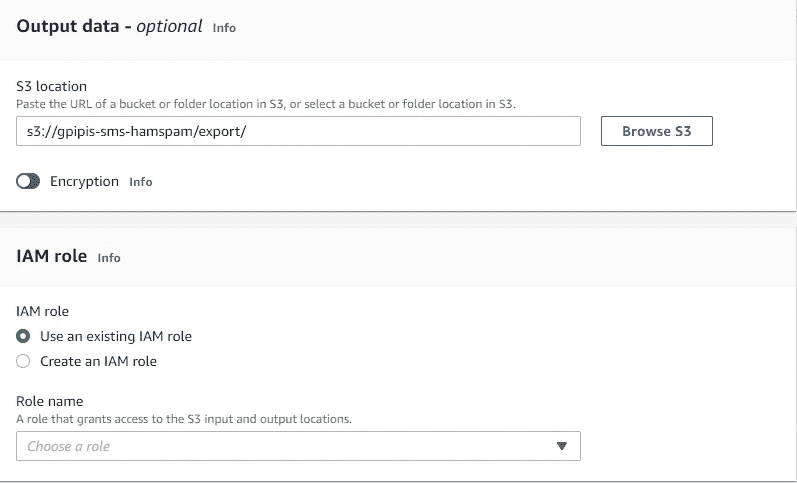 Output data - optional Info
S3 location
Paste the URL of a bucket or folder location in S3, or select a bucket or folder location in S3.
s3://gpipis-sms-hamspam/export/ Browse S3
Encryption Info
IAM role Info
IAM role
Use an existing IAM role
Create an IAM role
Role name
A role that grants access to the S3 input and output locations.
Choose a role